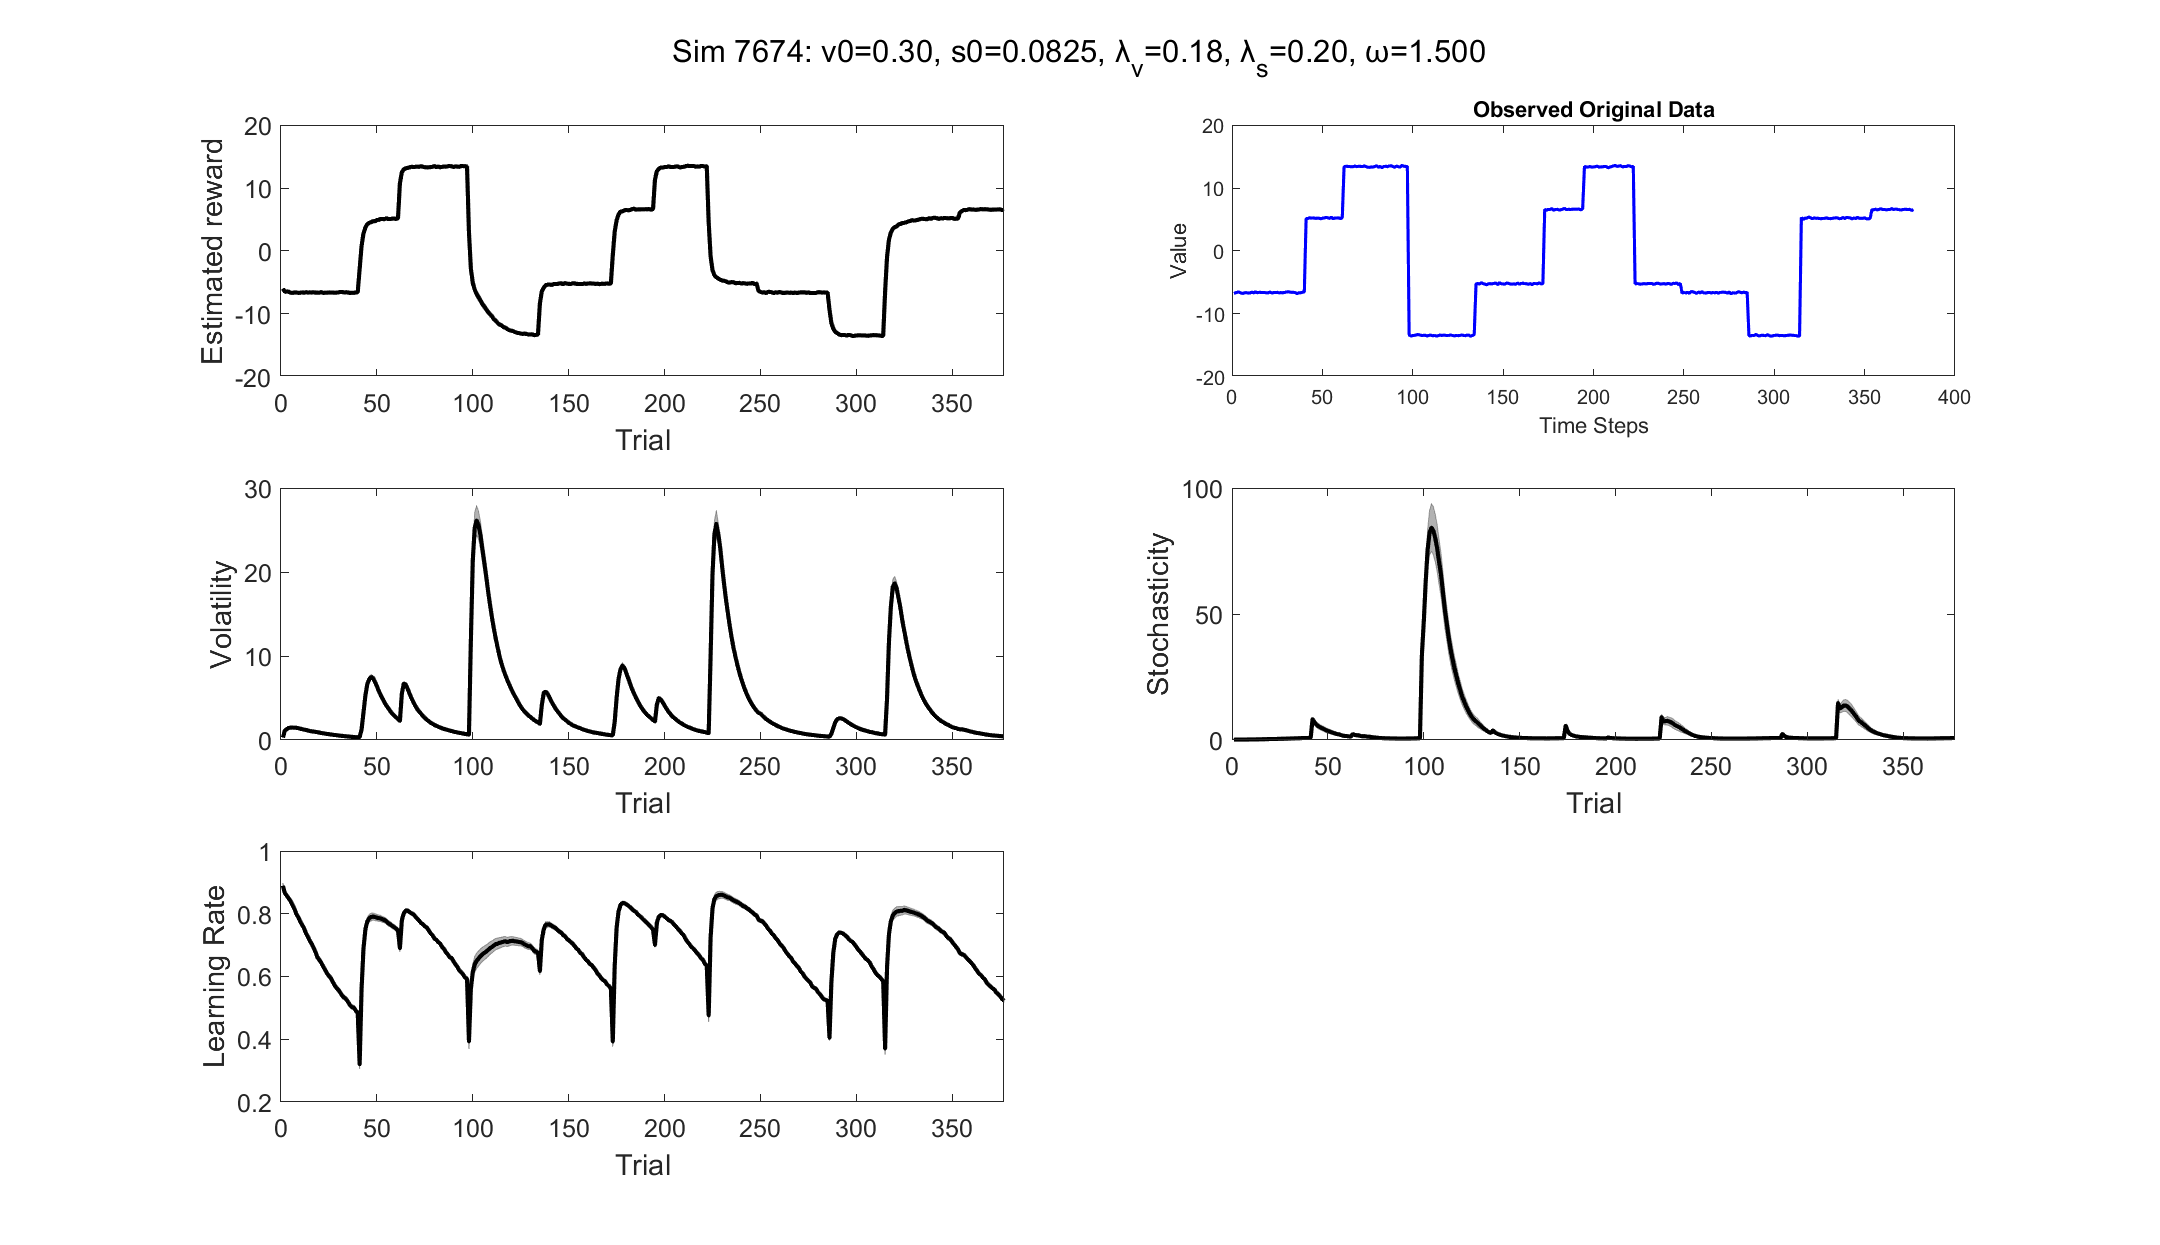 Sim 7674: v0=0.30, s0=0.0825, λ_v=0.18, λ_s=0.20, ω=1.500
Estimated reward
20
10
0
-10
-20
0 50 100 150 200 250 300 350
Trial
Observed Original Data
Value
20
10
0
-10
-20
0 50 100 150 200 250 300 350 400
Time Steps
Volatility
30
20
10
0
0 50 100 150 200 250 300 350
Trial
Stochasticity
100
50
0
0 50 100 150 200 250 300 350
Trial
Learning Rate
1
0.8
0.6
0.4
0.2
0 50 100 150 200 250 300 350
Trial